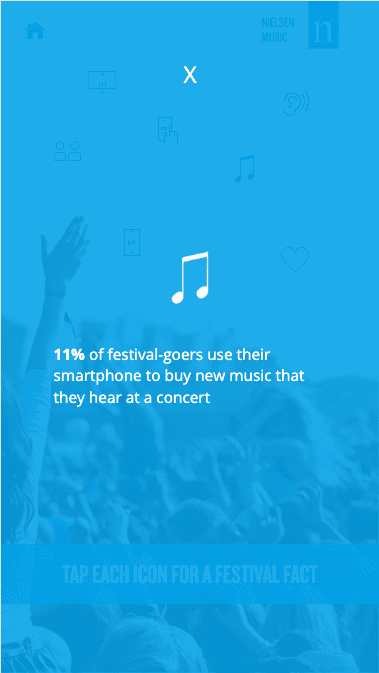 NIELSEN
MUSIC
n
X
11% of festival-goers use their
smartphone to buy new music that
they hear at a concert
TAP EACH ICON FOR A FESTIVAL FACT